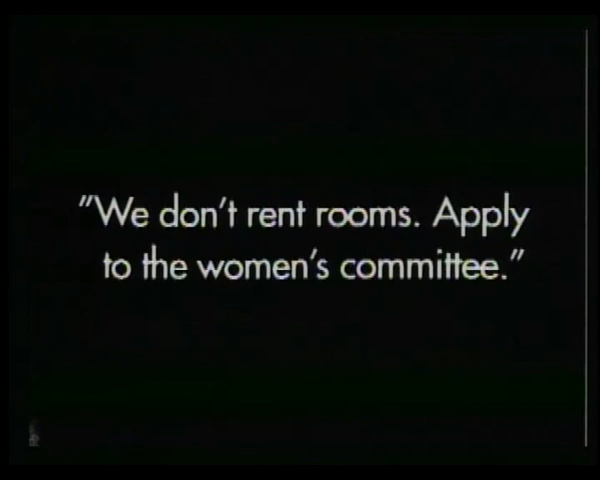 "We don't rent rooms. Apply
to the women's committee."